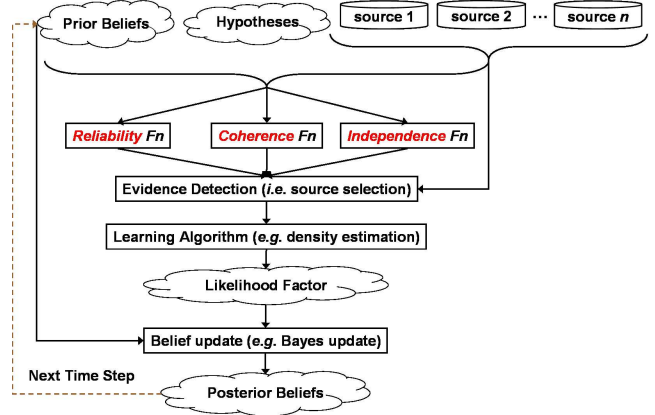 Prior Beliefs
Hypotheses
source 1
source 2
...
source n
Reliability Fn
Coherence Fn
Independence Fn
Evidence Detection (i.e. source selection)
Learning Algorithm (e.g. density estimation)
Likelihood Factor
Belief update (e.g. Bayes update)
Next Time Step
Posterior Beliefs